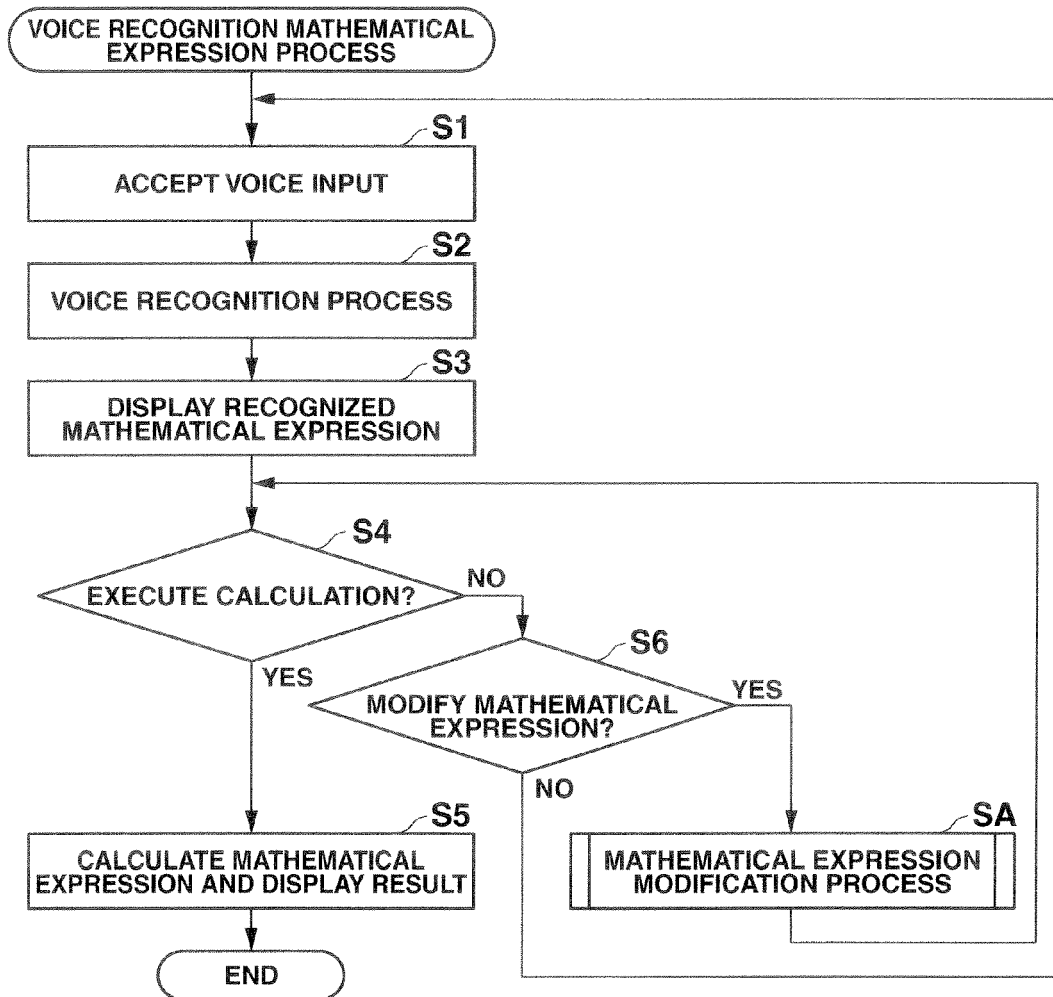 VOICE RECOGNITION MATHEMATICAL
EXPRESSION PROCESS
S1
ACCEPT VOICE INPUT
S2
VOICE RECOGNITION PROCESS
S3
DISPLAY RECOGNIZED
MATHEMATICAL EXPRESSION
S4
EXECUTE CALCULATION?
NO
YES
S6
MODIFY MATHEMATICAL
EXPRESSION?
YES
NO
S5
CALCULATE MATHEMATICAL
EXPRESSION AND DISPLAY RESULT
SA
MATHEMATICAL EXPRESSION
MODIFICATION PROCESS
END